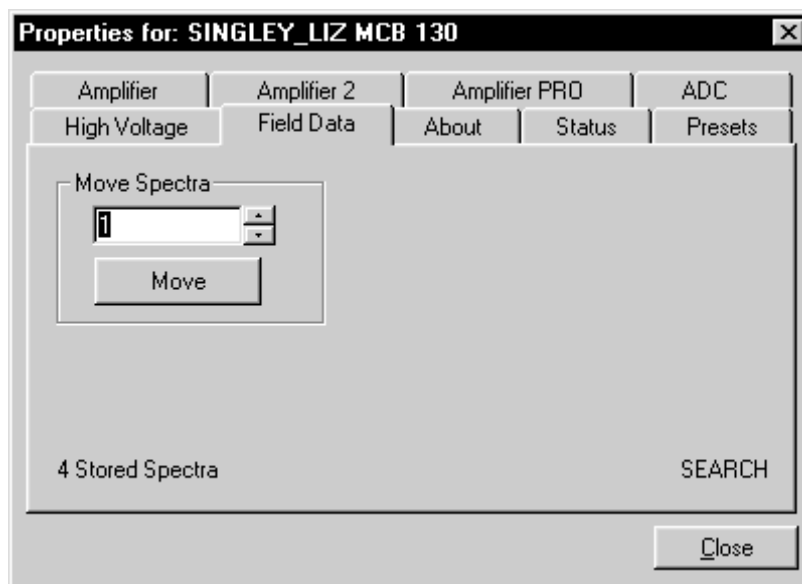 Properties for: SINGLEY_LIZ MCB 130
Amplifier Amplifier 2 Amplifier PRO ADC
High Voltage Field Data About Status Presets
Move Spectra
1
Move
4 Stored Spectra SEARCH
Close